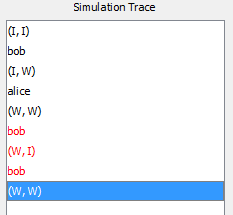 Simulation Trace
(I, I)
bob
(I, W)
alice
(W, W)
bob
(W, I)
bob
(W, W)